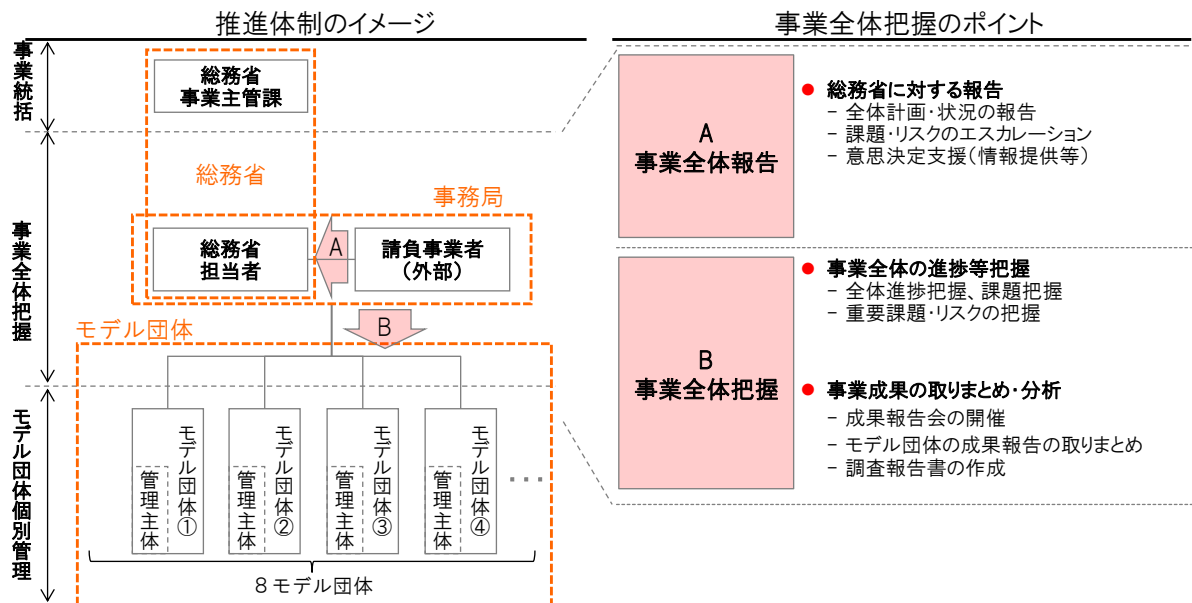 推進体制のイメージ
事業統括
総務省
事業主管課
総務省
事務局
事業全体把握
総務省
担当者
A
請負事業者
（外部）
モデル団体
B
モデル団体個別管理
モデル団体①
管理主体
モデル団体②
管理主体
モデル団体③
管理主体
モデル団体④
管理主体
…
８モデル団体
事業全体把握のポイント
A
事業全体報告
● 総務省に対する報告
− 全体計画・状況の報告
− 課題・リスクのエスカレーション
− 意思決定支援（情報提供等）
B
事業全体把握
● 事業全体の進捗等把握
− 全体進捗把握、課題把握
− 重要課題・リスクの把握
● 事業成果の取りまとめ・分析
− 成果報告会の開催
− モデル団体の成果報告の取りまとめ
− 調査報告書の作成